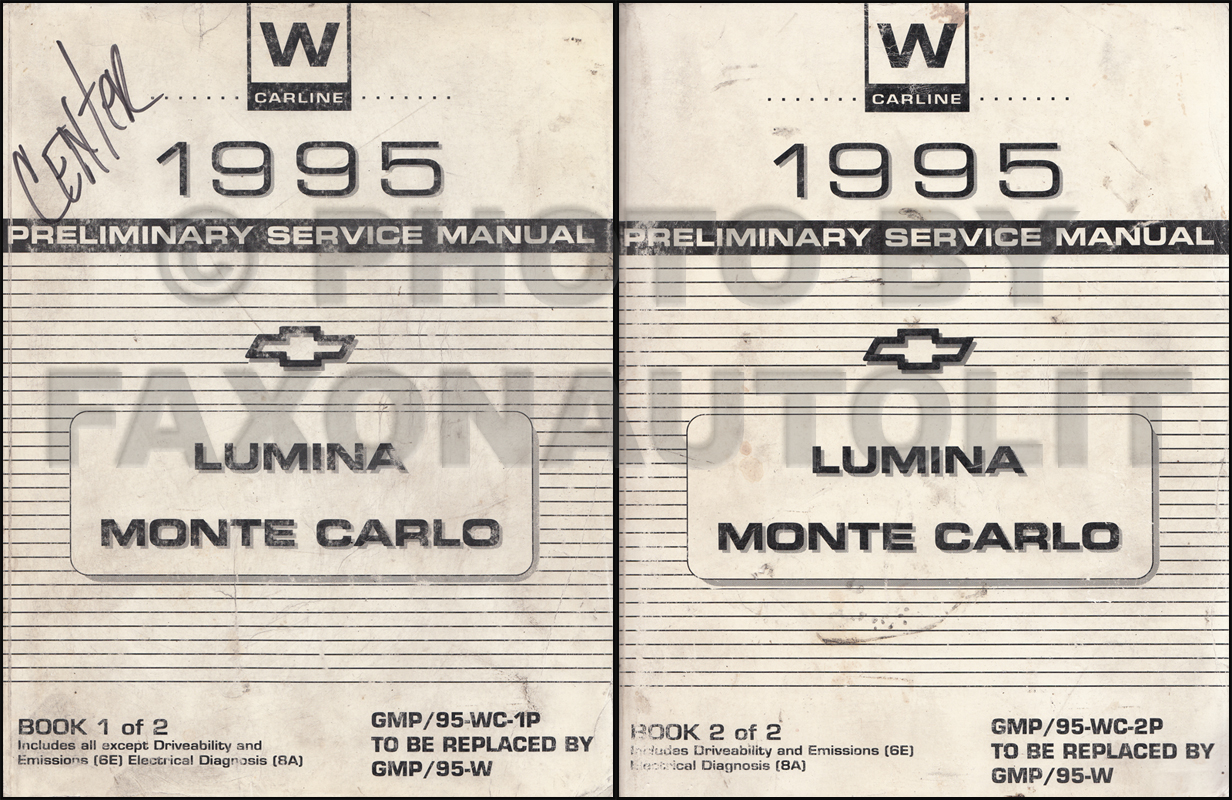 W
CARLINE
CENTER
1995
PRELIMINARY SERVICE MANUAL
LUMINA
MONTE CARLO
BOOK 1 of 2
Includes all except Driveability and
Emissions (6E) Electrical Diagnosis (8A)
GMP/95-WC-1P
TO BE REPLACED BY
GMP/95-W
W
CARLINE
1995
PRELIMINARY SERVICE MANUAL
LUMINA
MONTE CARLO
BOOK 2 of 2
Includes Driveability and Emissions (6E)
Electrical Diagnosis (8A)
GMP/95-WC-2P
TO BE REPLACED BY
GMP/95-W
© PHOTO BY
FAXONAUTOLIT